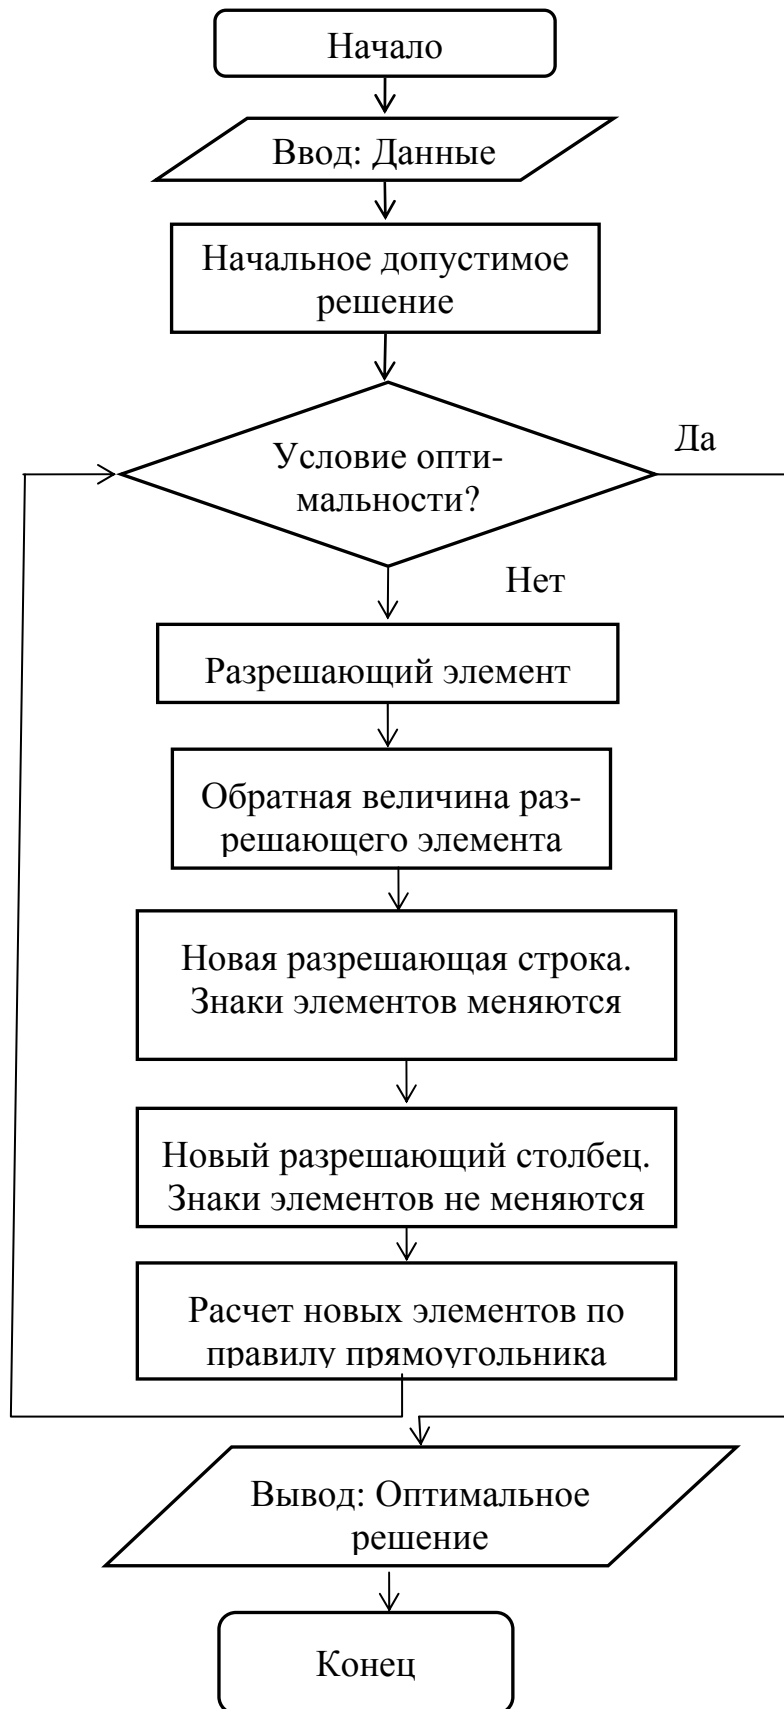 Начало
Ввод: Данные
Начальное допустимое
решение
Условие опти-
мальности?
Да
Нет
Разрешающий элемент
Обратная величина раз-
решающего элемента
Новая разрешающая строка.
Знаки элементов меняются
Новый разрешающий столбец.
Знаки элементов не меняются
Расчет новых элементов по
правилу прямоугольника
Вывод: Оптимальное
решение
Конец